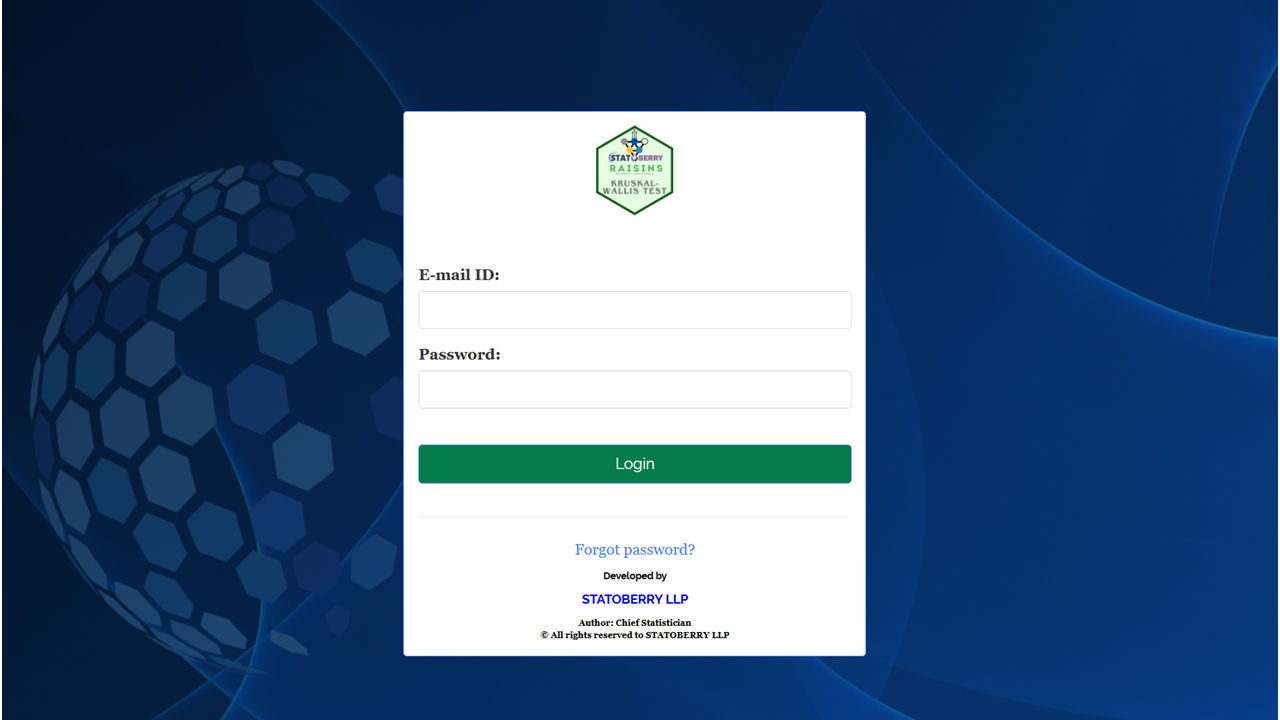 STATOBERRY
RAISINS
KRUSKAL-
WALLIS TEST
E-mail ID:
Password:
Login
Forgot password?
Developed by
STATOBERRY LLP
Author: Chief Statistician
© All rights reserved to STATOBERRY LLP